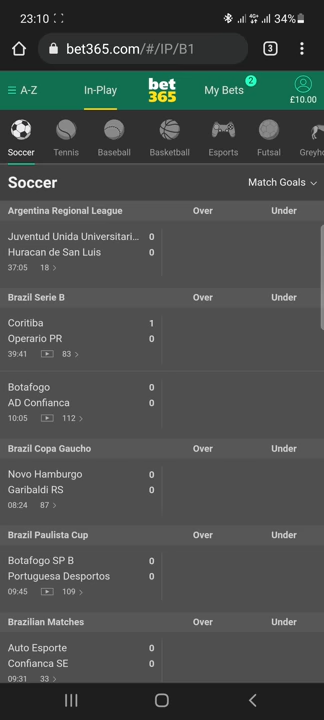 23:10 34%
bet365.com/#/IP/B1 3
A-Z In-Play bet365 My Bets 2 £10.00
Soccer Tennis Baseball Basketball Esports Futsal Greyho
Soccer Match Goals
Argentina Regional League Over Under
Juventud Unida Universitari... 0
Huracan de San Luis 0
37:05 18 >
Brazil Serie B Over Under
Coritiba 1
Operario PR 0
39:41 83 >
Botafogo 0
AD Confianca 0
10:05 112 >
Brazil Copa Gaucho Over Under
Novo Hamburgo 0
Garibaldi RS 0
08:24 87 >
Brazil Paulista Cup Over Under
Botafogo SP B 0
Portuguesa Desportos 0
09:45 109 >
Brazilian Matches Over Under
Auto Esporte 0
Confianca SE 0
09:31 33 >